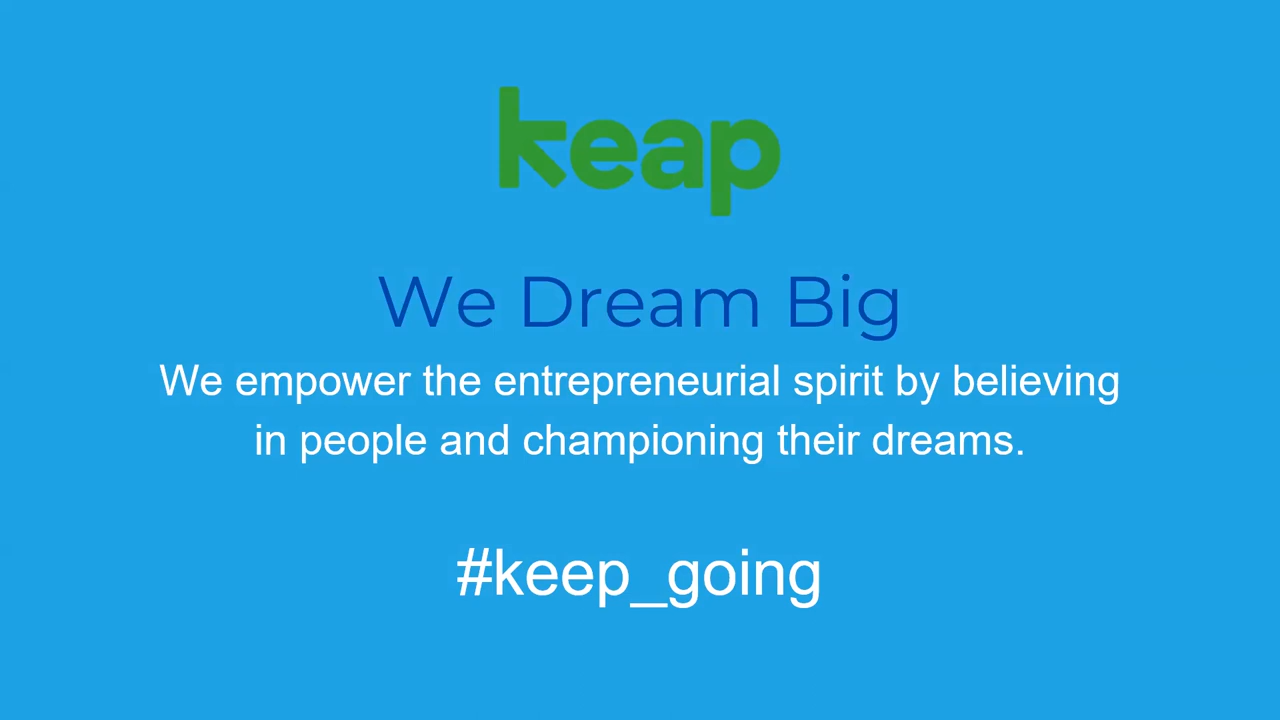 keap
We Dream Big
We empower the entrepreneurial spirit by believing
in people and championing their dreams.
#keep_going